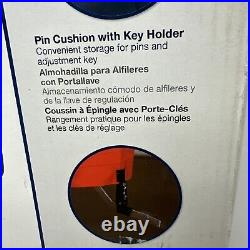 Pin Cushion with Key Holder
Convenient storage for pins and
adjustment key
Almohadilla para Alfileres
con Portallave
Almacenamiento cómodo de alfileres y
de la llave de regulación
Coussin à Épingle avec Porte-Clés
Rangement pratique pour les épingles
et les clés de réglage